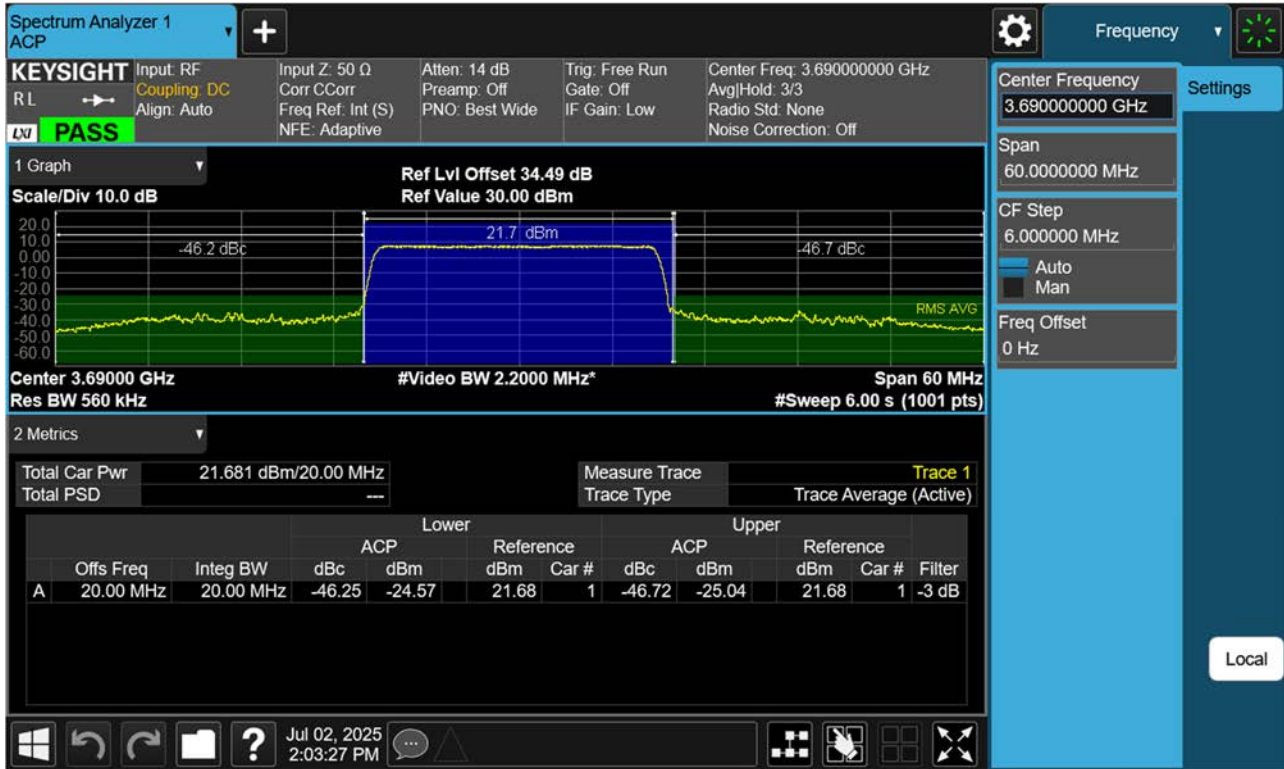 Spectrum Analyzer 1
ACP
Frequency
KEYSIGHT
R L
LXI
PASS
Input: RF
Coupling: DC
Align: Auto
Input Z: 50 Ω
Corr CCorr
Freq Ref: Int (S)
NFE: Adaptive
Atten: 14 dB
Preamp: Off
PNO: Best Wide
Trig: Free Run
Gate: Off
IF Gain: Low
Center Freq: 3.690000000 GHz
Avg|Hold: 3/3
Radio Std: None
Noise Correction: Off
1 Graph
Scale/Div 10.0 dB
Ref Lvl Offset 34.49 dB
Ref Value 30.00 dBm
20.0
10.0
0.00
-10.0
-20.0
-30.0
-40.0
-50.0
-60.0
-46.2 dBc
21.7 dBm
-46.7 dBc
RMS AVG
Center 3.69000 GHz
Res BW 560 kHz
#Video BW 2.2000 MHz*
Span 60 MHz
#Sweep 6.00 s (1001 pts)
2 Metrics
Total Car Pwr 21.681 dBm/20.00 MHz
Total PSD ---
Measure Trace Trace 1
Trace Type Trace Average (Active)
Lower Upper
ACP Reference ACP Reference
Offs Freq Integ BW dBc dBm dBm Car # dBc dBm dBm Car # Filter
A 20.00 MHz 20.00 MHz -46.25 -24.57 21.68 1 -46.72 -25.04 21.68 1 -3 dB
Center Frequency
3.690000000 GHz
Settings
Span
60.0000000 MHz
CF Step
6.000000 MHz
Auto
Man
Freq Offset
0 Hz
Local
Jul 02, 2025
2:03:27 PM